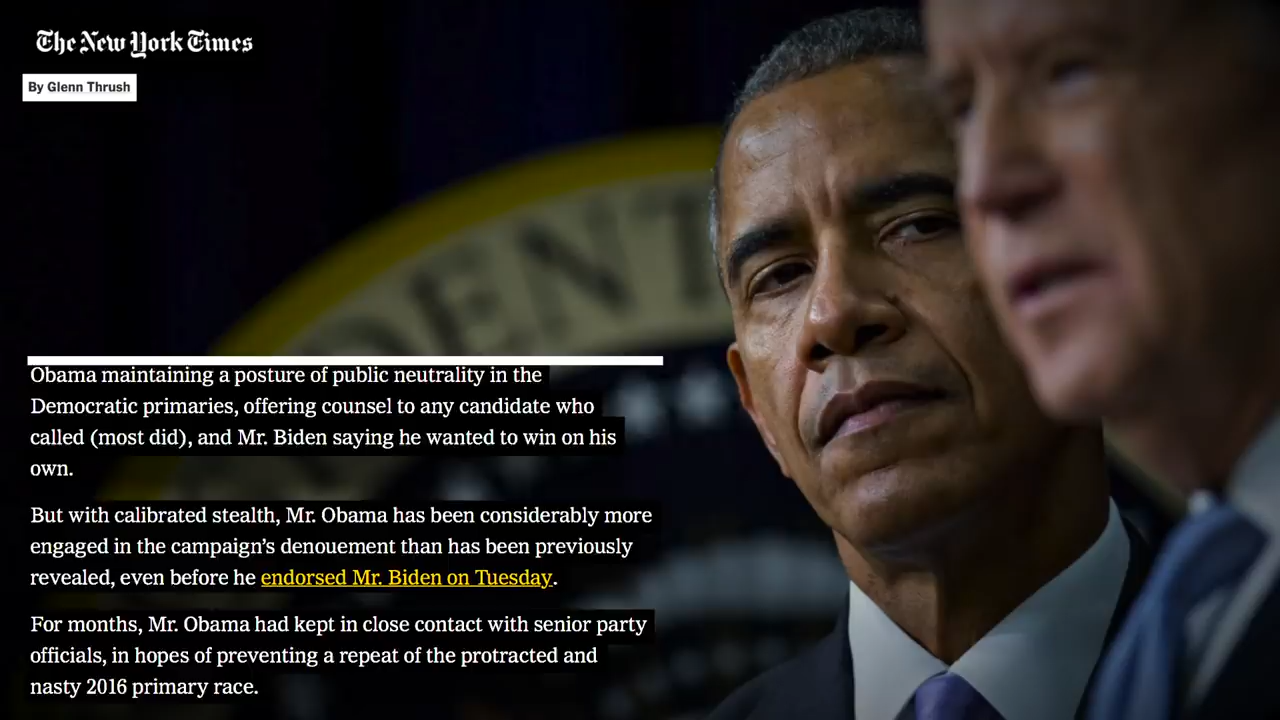 The New York Times
By Glenn Thrush
DENT
Obama maintaining a posture of public neutrality in the
Democratic primaries, offering counsel to any candidate who
called (most did), and Mr. Biden saying he wanted to win on his
own.
But with calibrated stealth, Mr. Obama has been considerably more
engaged in the campaign’s denouement than has been previously
revealed, even before he endorsed Mr. Biden on Tuesday.
For months, Mr. Obama had kept in close contact with senior party
officials, in hopes of preventing a repeat of the protracted and
nasty 2016 primary race.